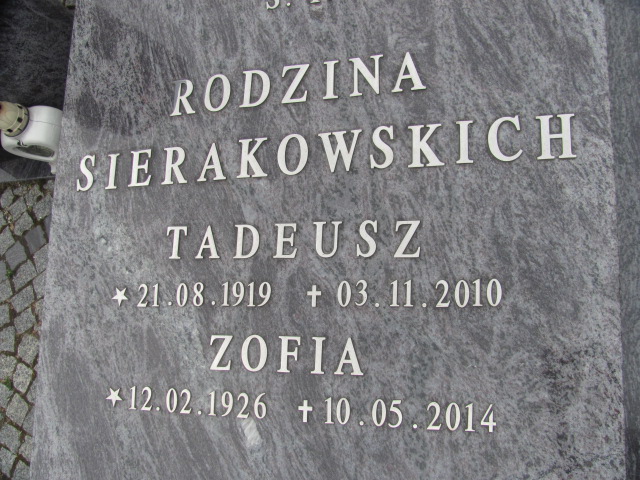 RODZINA
SIERAKOWSKICH
TADEUSZ
★21.08.1919 ✝ 03.11.2010
ZOFIA
★12.02.1926 ✝ 10.05.2014